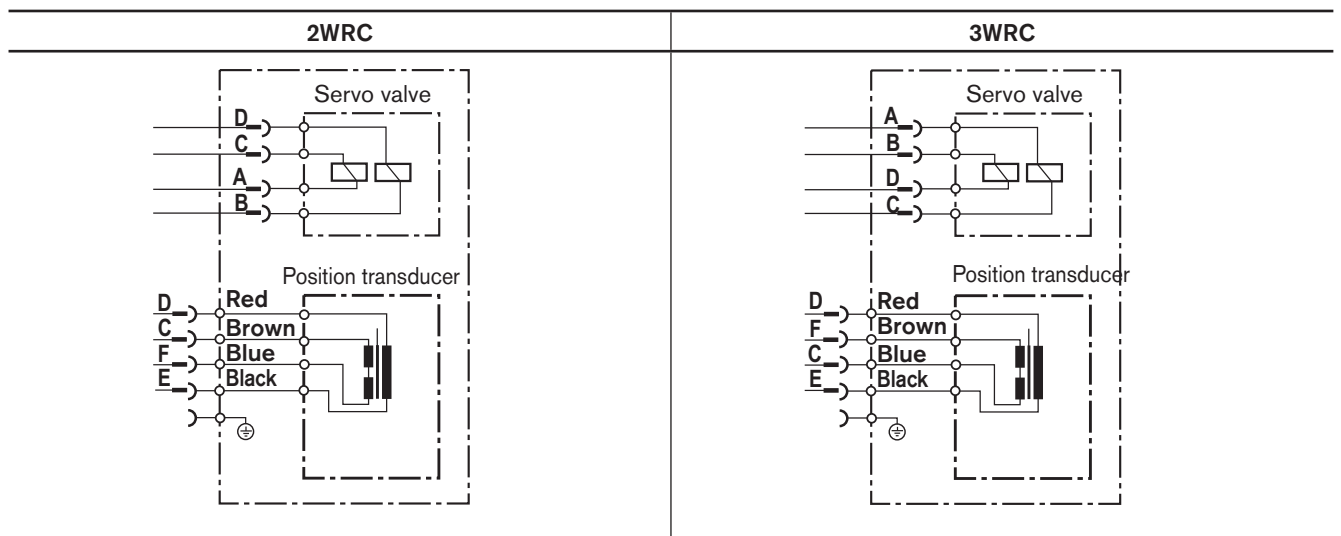 2WRC
3WRC
Servo valve
D
C
A
B
Position transducer
D Red
C Brown
F Blue
E Black
Servo valve
A
B
D
C
Position transducer
D Red
F Brown
C Blue
E Black